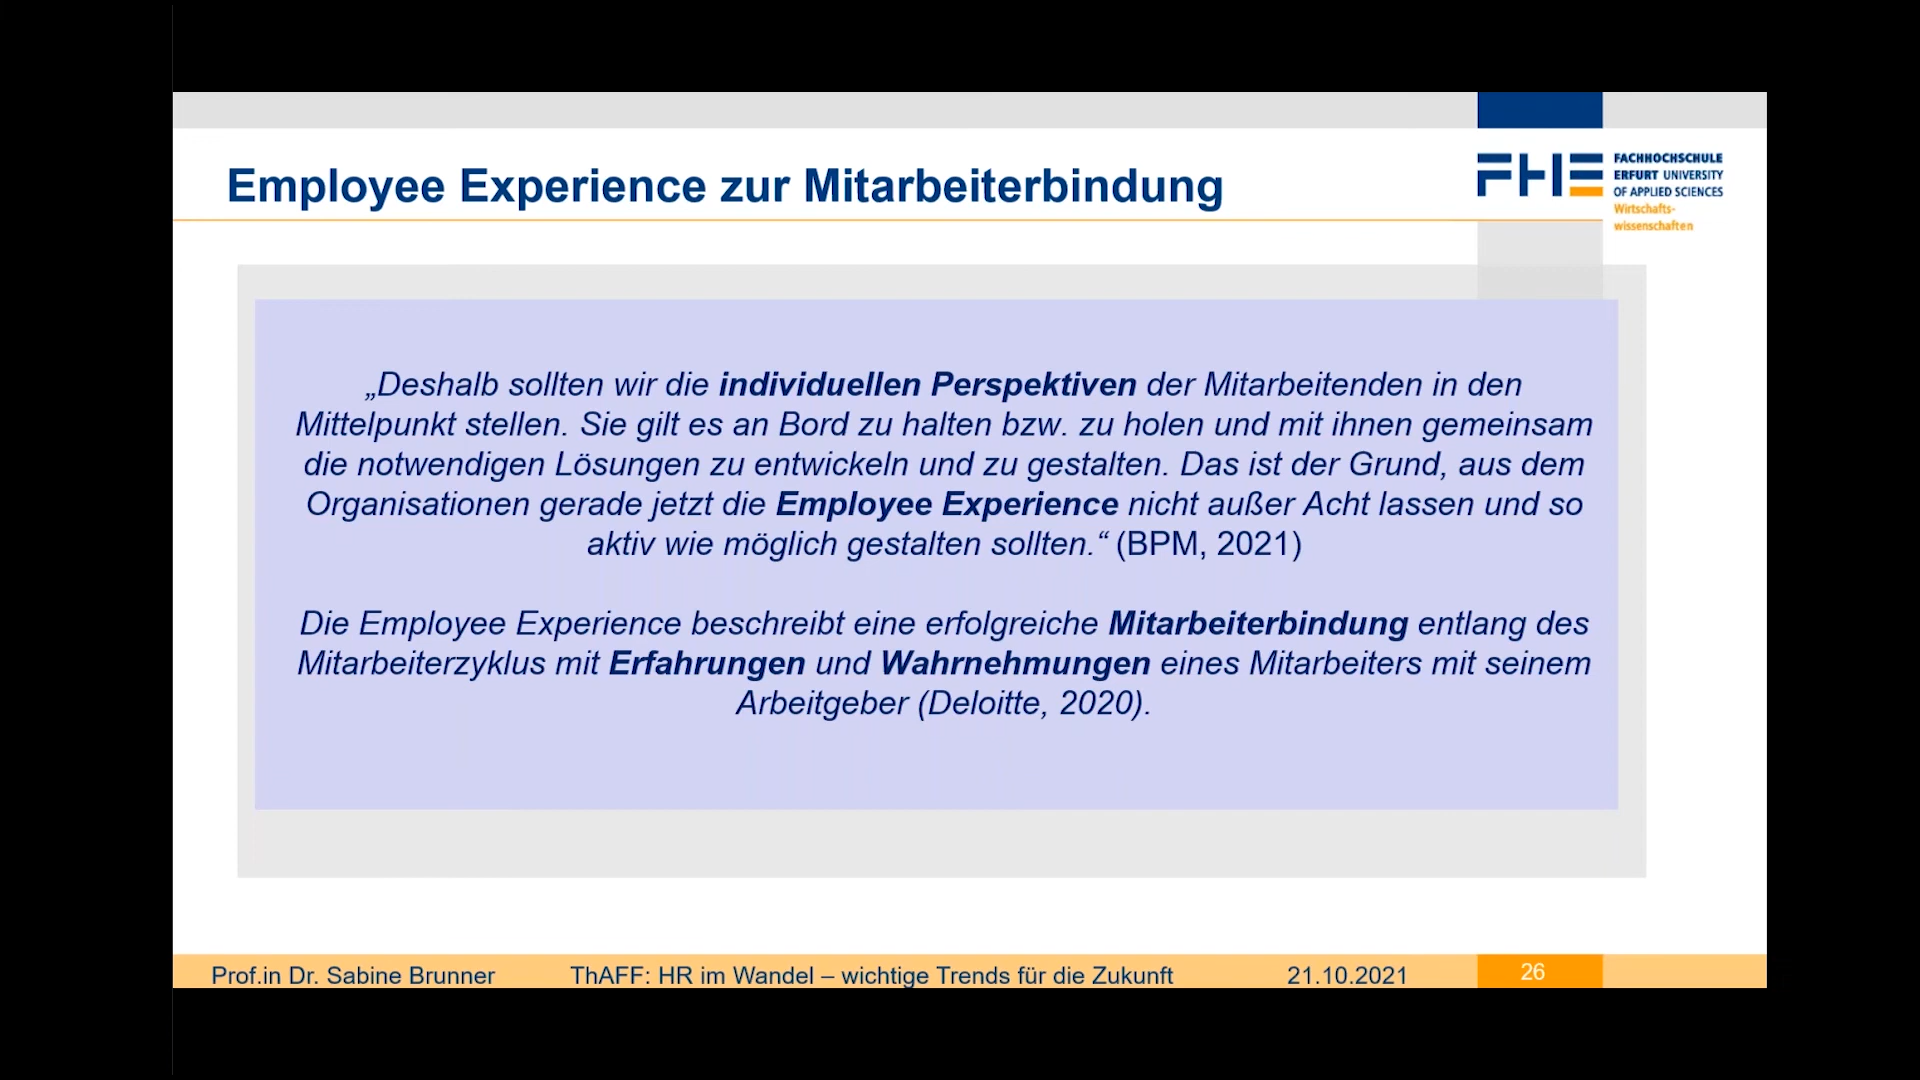 Employee Experience zur Mitarbeiterbindung
FACHHOCHSCHULE
ERFURT UNIVERSITY
OF APPLIED SCIENCES
Wirtschafts-
wissenschaften
„Deshalb sollten wir die individuellen Perspektiven der Mitarbeitenden in den
Mittelpunkt stellen. Sie gilt es an Bord zu halten bzw. zu holen und mit ihnen gemeinsam
die notwendigen Lösungen zu entwickeln und zu gestalten. Das ist der Grund, aus dem
Organisationen gerade jetzt die Employee Experience nicht außer Acht lassen und so
aktiv wie möglich gestalten sollten.“ (BPM, 2021)
Die Employee Experience beschreibt eine erfolgreiche Mitarbeiterbindung entlang des
Mitarbeiterzyklus mit Erfahrungen und Wahrnehmungen eines Mitarbeiters mit seinem
Arbeitgeber (Deloitte, 2020).
Prof.in Dr. Sabine Brunner ThAFF: HR im Wandel – wichtige Trends für die Zukunft 21.10.2021 26